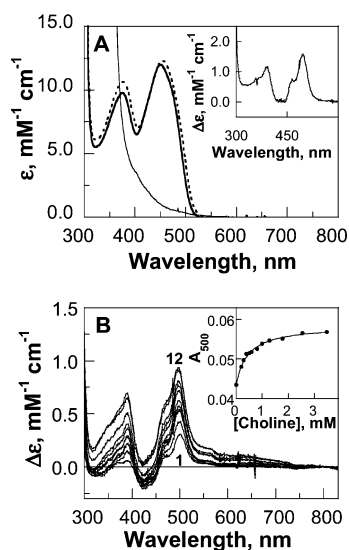 A
15.0
10.0
5.0
0.0
ε, mM-1 cm-1
300 400 500 600 700 800
Wavelength, nm
2.0
1.0
0.0
Δε, mM-1 cm-1
300 450
Wavelength, nm
B
1.5
1.0
0.5
0.0
Δε, mM-1 cm-1
12
1
300 400 500 600 700 800
Wavelength, nm
0.06
0.05
0.04
A500
0 1 2 3
[Choline], mM